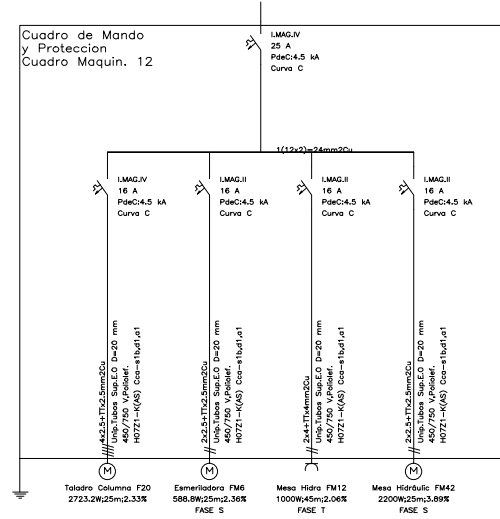 Cuadro de Mando
y Proteccion
Cuadro Maquin. 12
I.MAG.IV
25 A
PdeC:4.5 kA
Curva C
1(12x2)=24mm2Cu
I.MAG.IV
16 A
PdeC:4.5 kA
Curva C
I.MAG.II
16 A
PdeC:4.5 kA
Curva C
I.MAG.II
16 A
PdeC:4.5 kA
Curva C
I.MAG.II
16 A
PdeC:4.5 kA
Curva C
4x2.5+TTx2.5mm2Cu
Unip.Tubos Sup.E.O D=20 mm
450/750 V,Poliolef.
H07Z1-K(AS) Cca-s1b,d1,a1
2x2.5+TTx2.5mm2Cu
Unip.Tubos Sup.E.O D=20 mm
450/750 V,Poliolef.
H07Z1-K(AS) Cca-s1b,d1,a1
2x4+TTx4mm2Cu
Unip.Tubos Sup.E.O D=20 mm
450/750 V,Poliolef.
H07Z1-K(AS) Cca-s1b,d1,a1
2x2.5+TTx2.5mm2Cu
Unip.Tubos Sup.E.O D=20 mm
450/750 V,Poliolef.
H07Z1-K(AS) Cca-s1b,d1,a1
M
M
M
Taladro Columna F20
2723.2W;25m;2.33%
Esmeriladora FM6
588.8W;25m;2.36%
FASE S
Mesa Hidra FM12
1000W;45m;2.06%
FASE T
Mesa Hidráulic FM42
2200W;25m;3.89%
FASE S